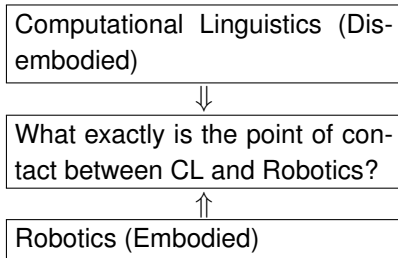 Computational Linguistics (Dis-
embodied)
⇓
What exactly is the point of con-
tact between CL and Robotics?
⇑
Robotics (Embodied)